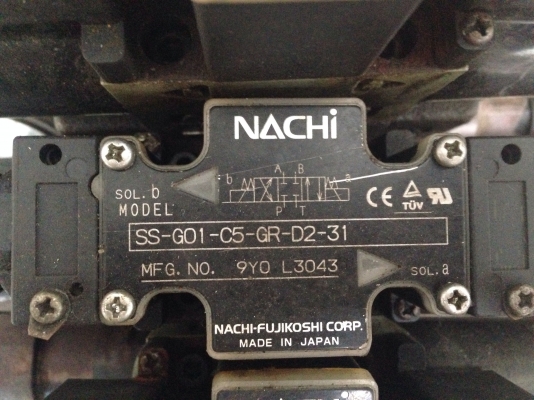 NACHi
A B
b a
P T
SOL.b
MODEL
CE TÜV
SS-G01-C5-GR-D2-31
MFG. NO. 9Y0 L3043
SOL.a
NACHI-FUJIKOSHI CORP.
MADE IN JAPAN